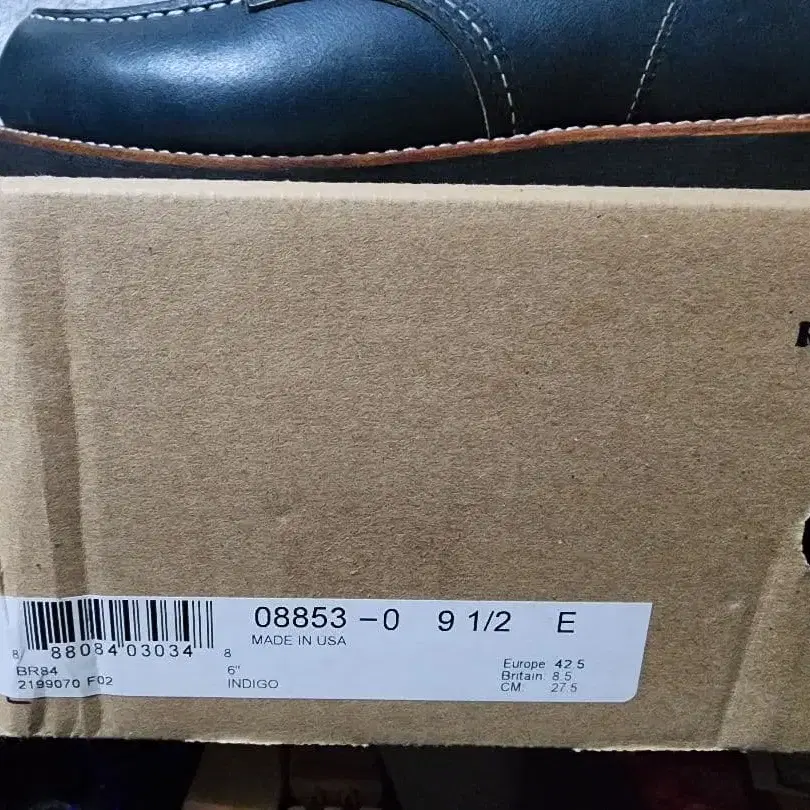 R
08853-0 9 1/2 E
MADE IN USA
8 88084 03034 8
BR84
2199070 F02
6"
INDIGO
Europe: 42.5
Britain: 8.5
CM: 27.5